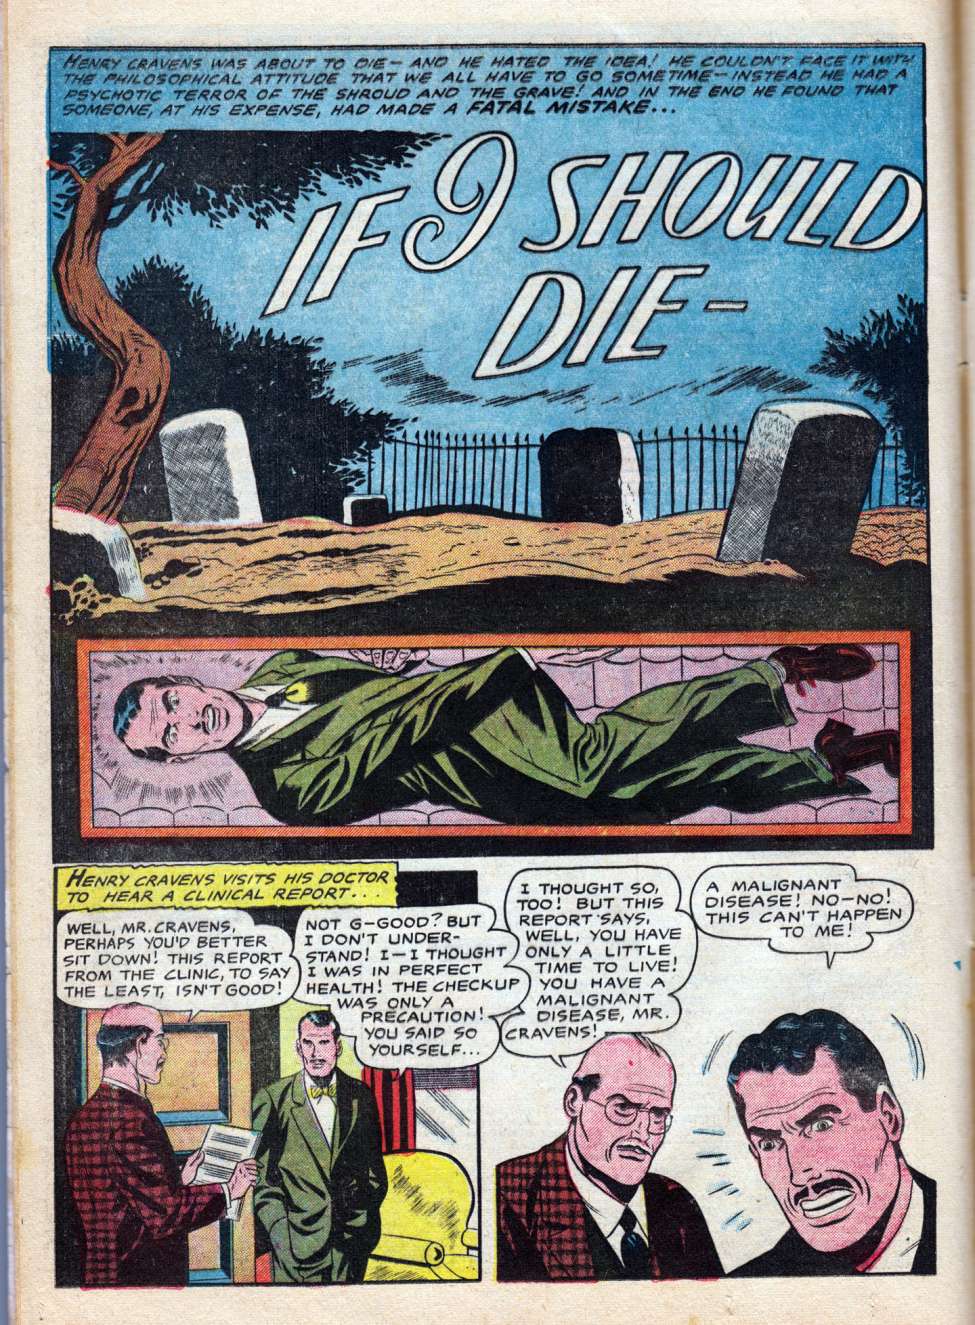 HENRY CRAVENS WAS ABOUT TO DIE— AND HE HATED THE IDEA! HE COULDN'T FACE IT WITH
THE PHILOSOPHICAL ATTITUDE THAT WE ALL HAVE TO GO SOMETIME—INSTEAD HE HAD A
PSYCHOTIC TERROR OF THE SHROUD AND THE GRAVE! AND IN THE END HE FOUND THAT
SOMEONE, AT HIS EXPENSE, HAD MADE A FATAL MISTAKE...
IF I SHOULD
DIE—
HENRY CRAVENS VISITS HIS DOCTOR
TO HEAR A CLINICAL REPORT...
WELL, MR. CRAVENS,
PERHAPS YOU'D BETTER
SIT DOWN! THIS REPORT
FROM THE CLINIC, TO SAY
THE LEAST, ISN'T GOOD!
NOT G-GOOD? BUT
I DON'T UNDER-
STAND! I—I THOUGHT
I WAS IN PERFECT
HEALTH! THE CHECKUP
WAS ONLY A
PRECAUTION!
YOU SAID SO
YOURSELF...
I THOUGHT SO,
TOO! BUT THIS
REPORT SAYS,
WELL, YOU HAVE
ONLY A LITTLE
TIME TO LIVE!
YOU HAVE A
MALIGNANT
DISEASE, MR.
CRAVENS!
A MALIGNANT
DISEASE! NO—NO!
THIS CAN'T HAPPEN
TO ME!